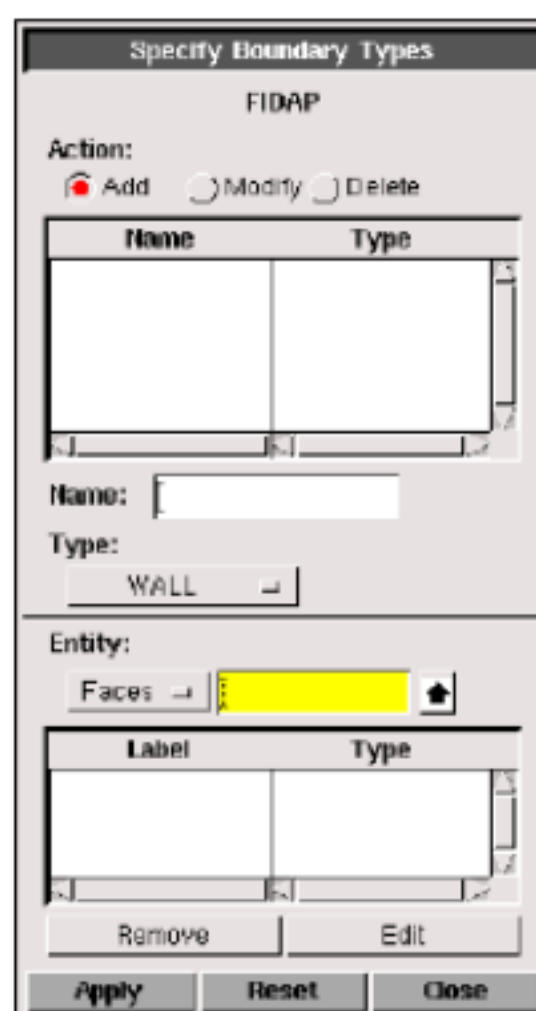 Specify Boundary Types
FIDAP
Action:
Add Modify Delete
Name Type
Name:
Type:
WALL
Entity:
Faces
Label Type
Remove Edit
Apply Reset Close